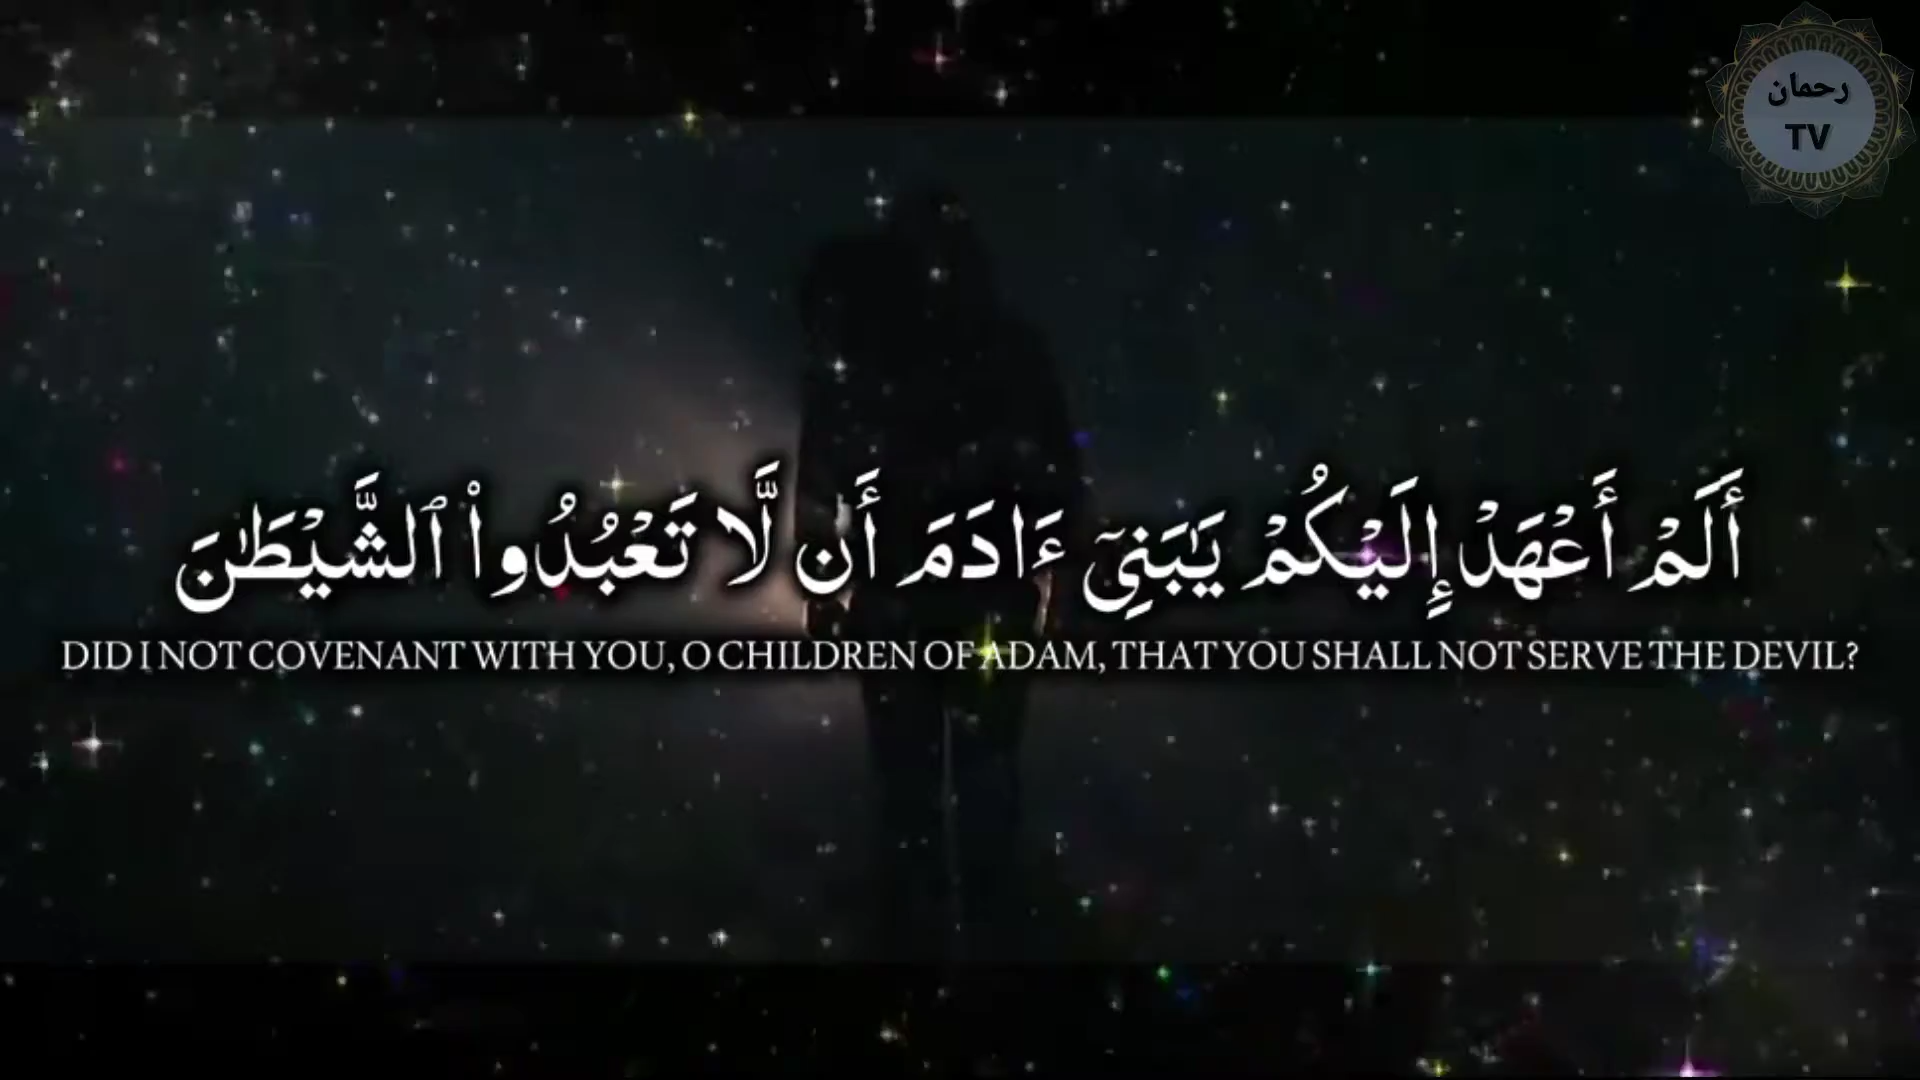 رحمان
TV
أَلَمْ أَعْهَدْ إِلَيْكُمْ يَٰبَنِىٓ ءَادَمَ أَن لَّا تَعْبُدُوا۟ ٱلشَّيْطَٰنَ
DID I NOT COVENANT WITH YOU, O CHILDREN OF ADAM, THAT YOU SHALL NOT SERVE THE DEVIL?